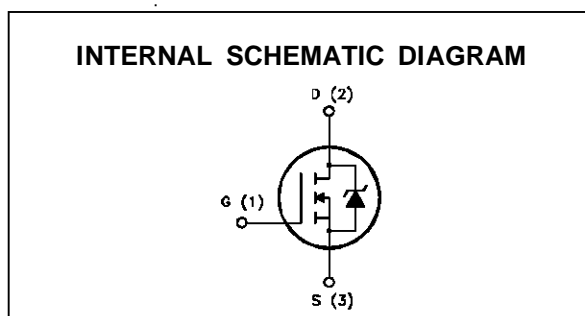 INTERNAL SCHEMATIC DIAGRAM
D (2)
G (1)
S (3)